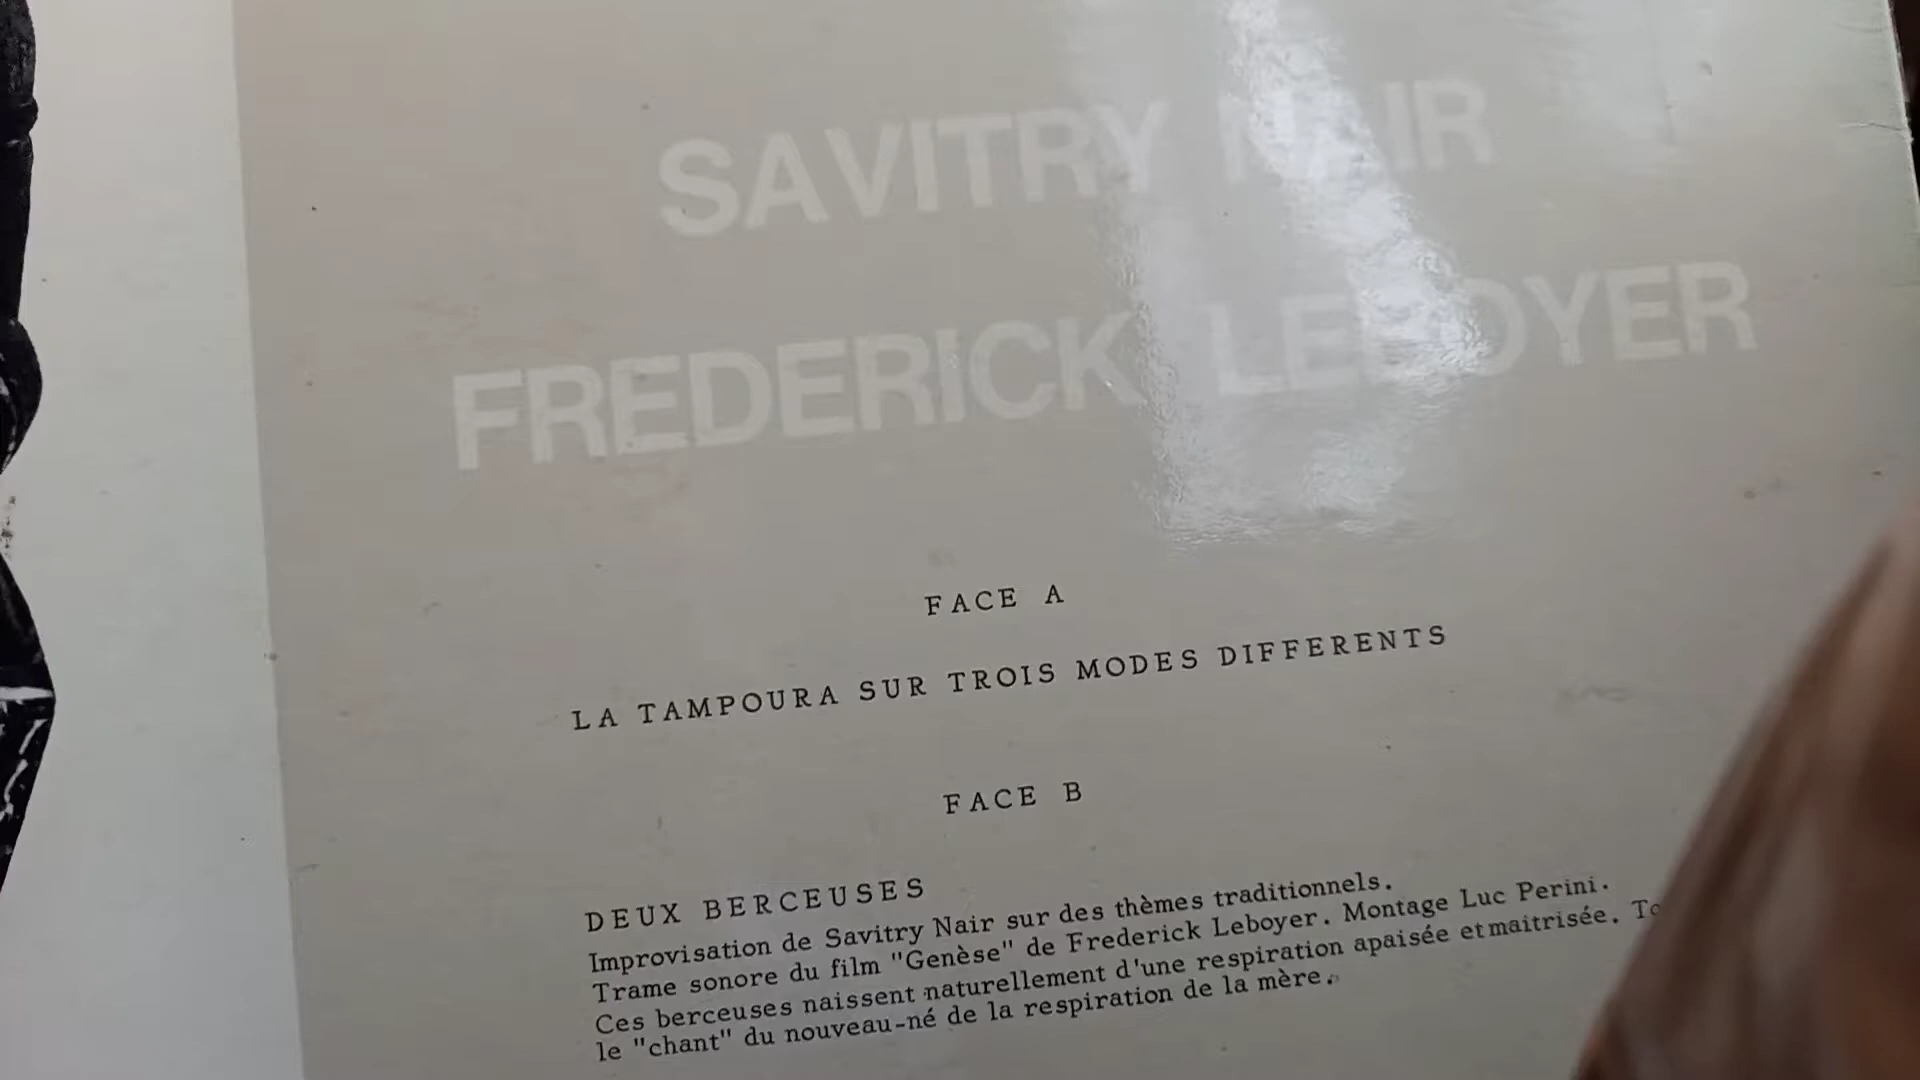 SAVITRY NAIR
FREDERICK LEBOYER
FACE A
LA TAMPOURA SUR TROIS MODES DIFFERENTS
FACE B
DEUX BERCEUSES
Improvisation de Savitry Nair sur des thèmes traditionnels.
Trame sonore du film "Genèse" de Frederick Leboyer. Montage Luc Perini.
Ces berceuses naissent naturellement d'une respiration apaisée et maitrisée.
le "chant" du nouveau-né de la respiration de la mère.